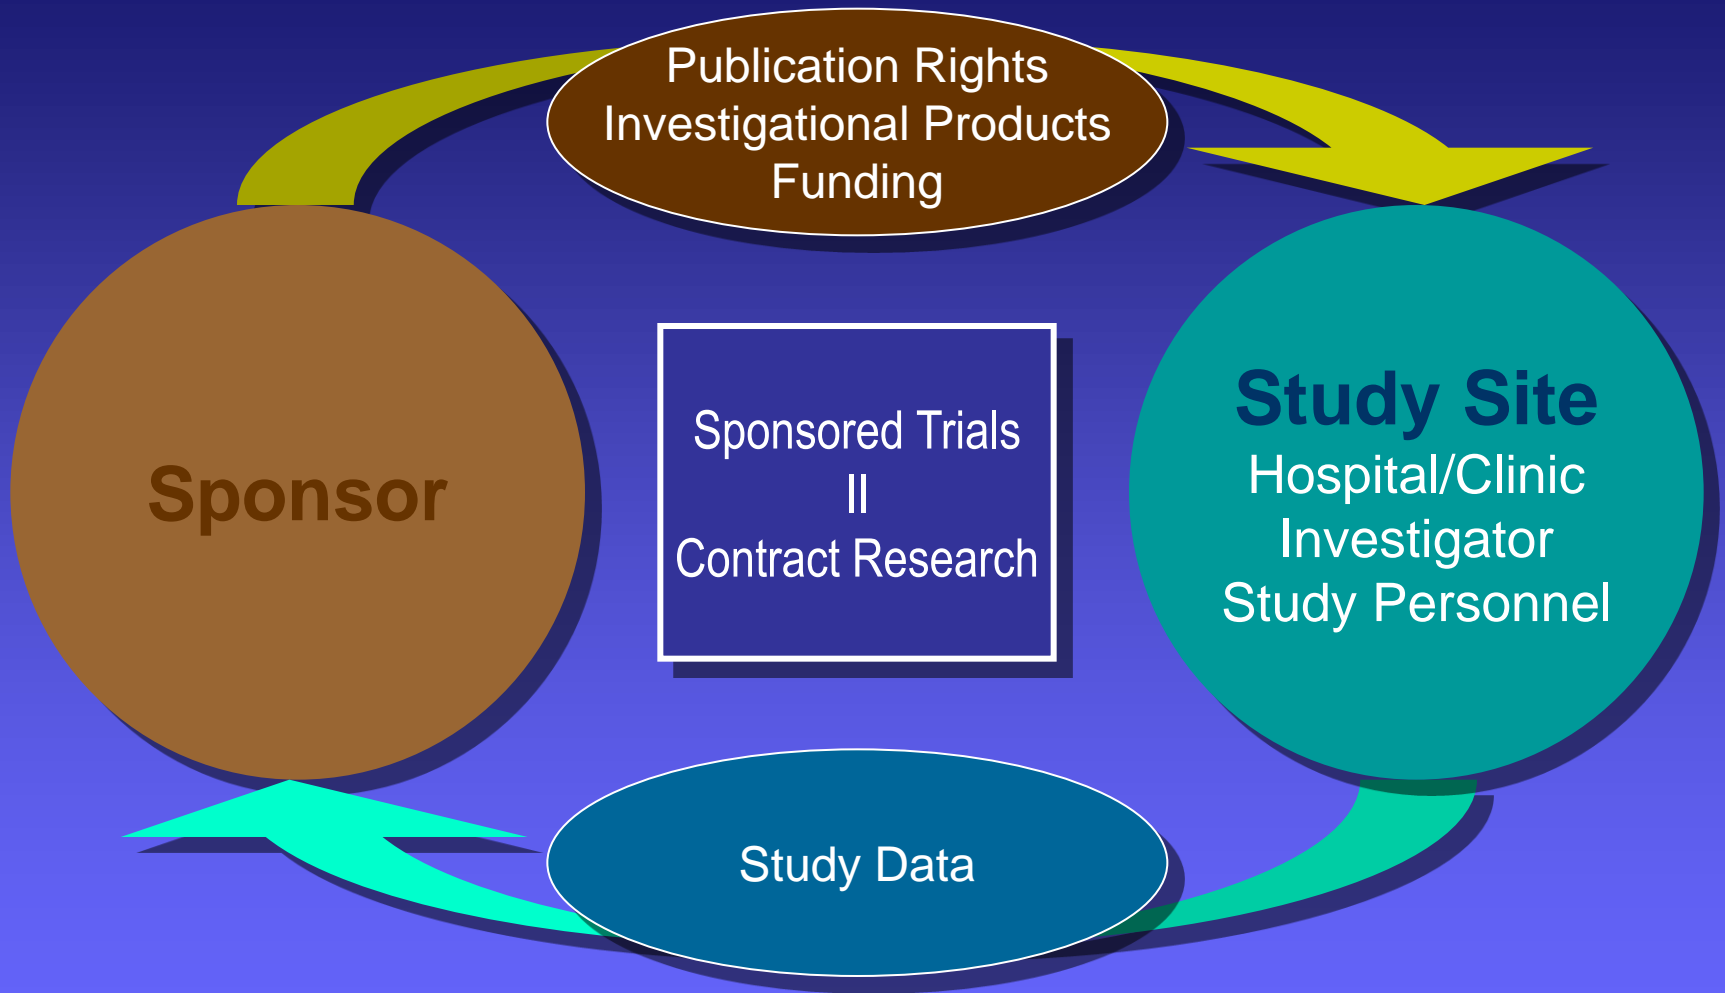 Publication Rights
Investigational Products
Funding
Sponsor
Sponsored Trials
II
Contract Research
Study Site
Hospital/Clinic
Investigator
Study Personnel
Study Data